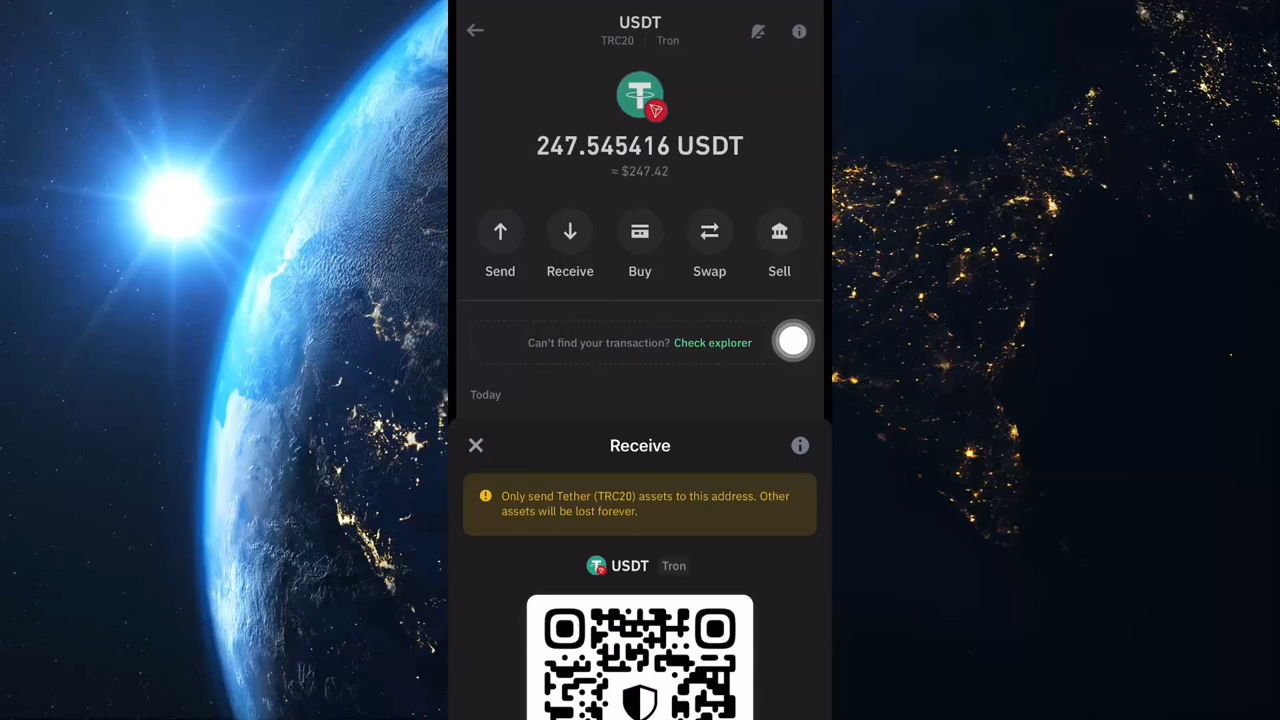 USDT
TRC20 | Tron
247.545416 USDT
≈ $247.42
Send Receive Buy Swap Sell
Can't find your transaction? Check explorer
Today
Receive
Only send Tether (TRC20) assets to this address. Other
assets will be lost forever.
USDT Tron